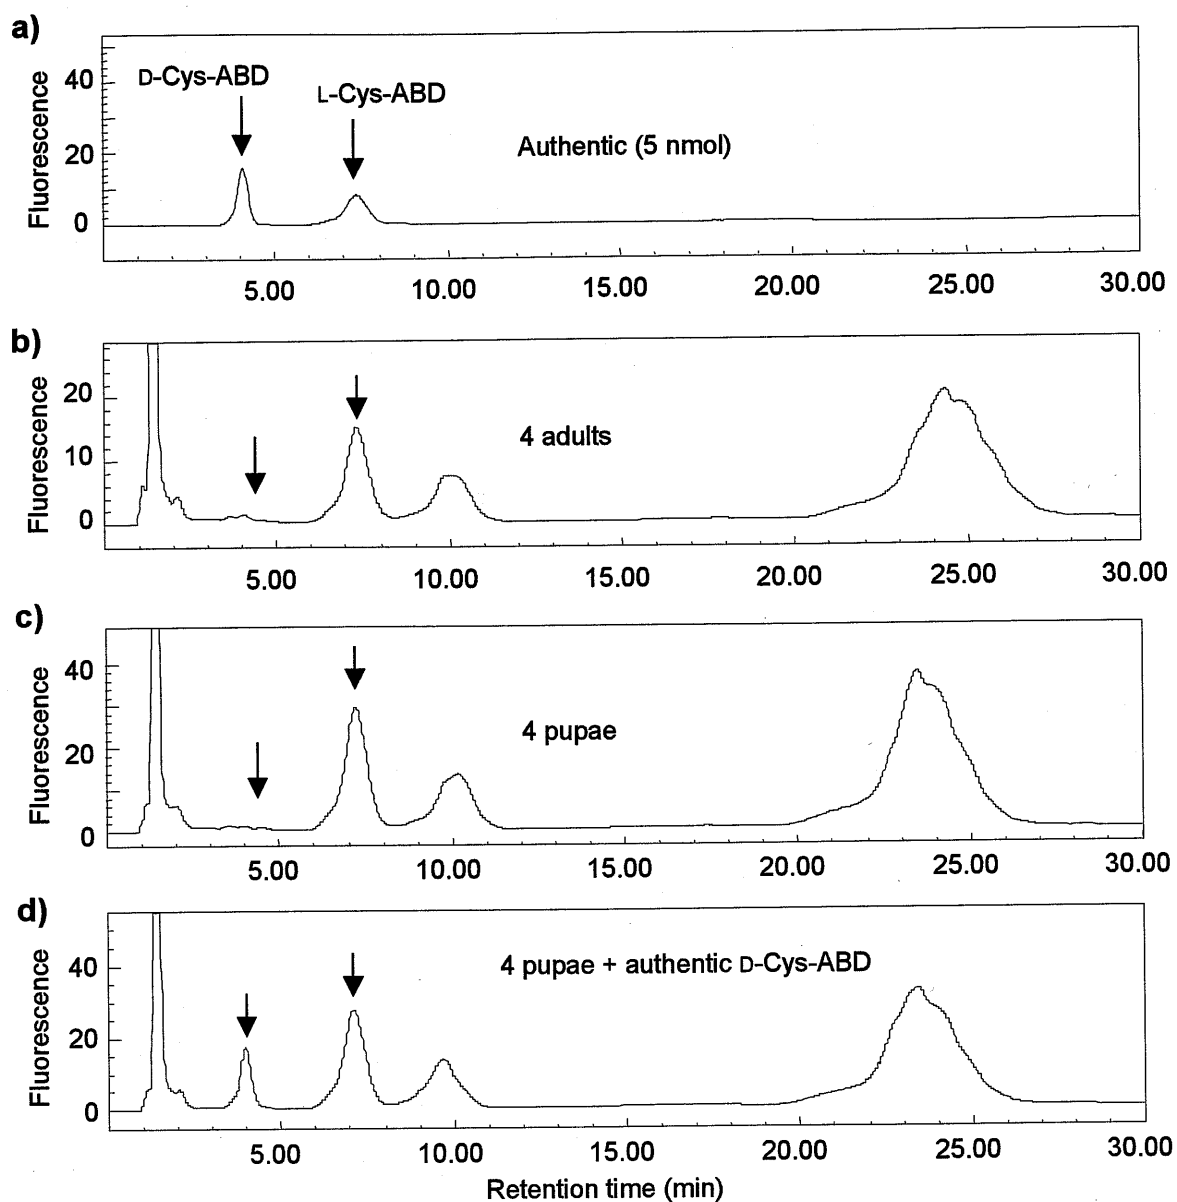 a)
Fluorescence
40
20
0
D-Cys-ABD
L-Cys-ABD
Authentic (5 nmol)
5.00 10.00 15.00 20.00 25.00 30.00
b)
Fluorescence
20
10
0
4 adults
5.00 10.00 15.00 20.00 25.00 30.00
c)
Fluorescence
40
20
0
4 pupae
5.00 10.00 15.00 20.00 25.00 30.00
d)
Fluorescence
40
20
0
4 pupae + authentic D-Cys-ABD
5.00 10.00 15.00 20.00 25.00 30.00
Retention time (min)